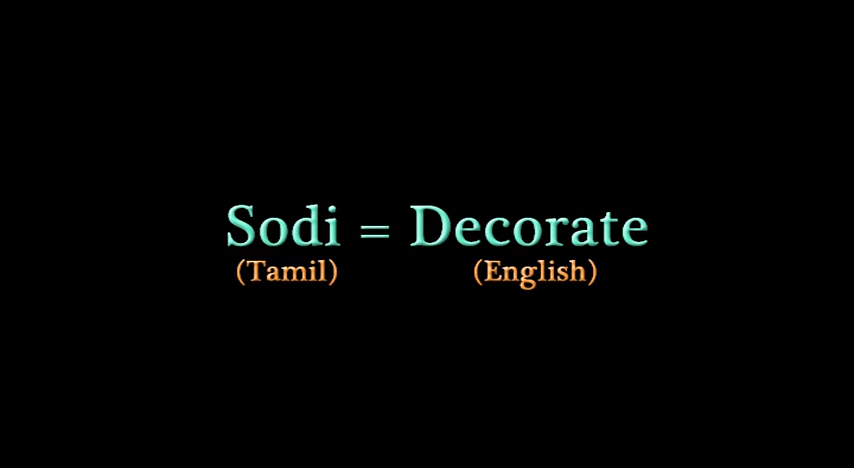 Sodi = Decorate
(Tamil) (English)